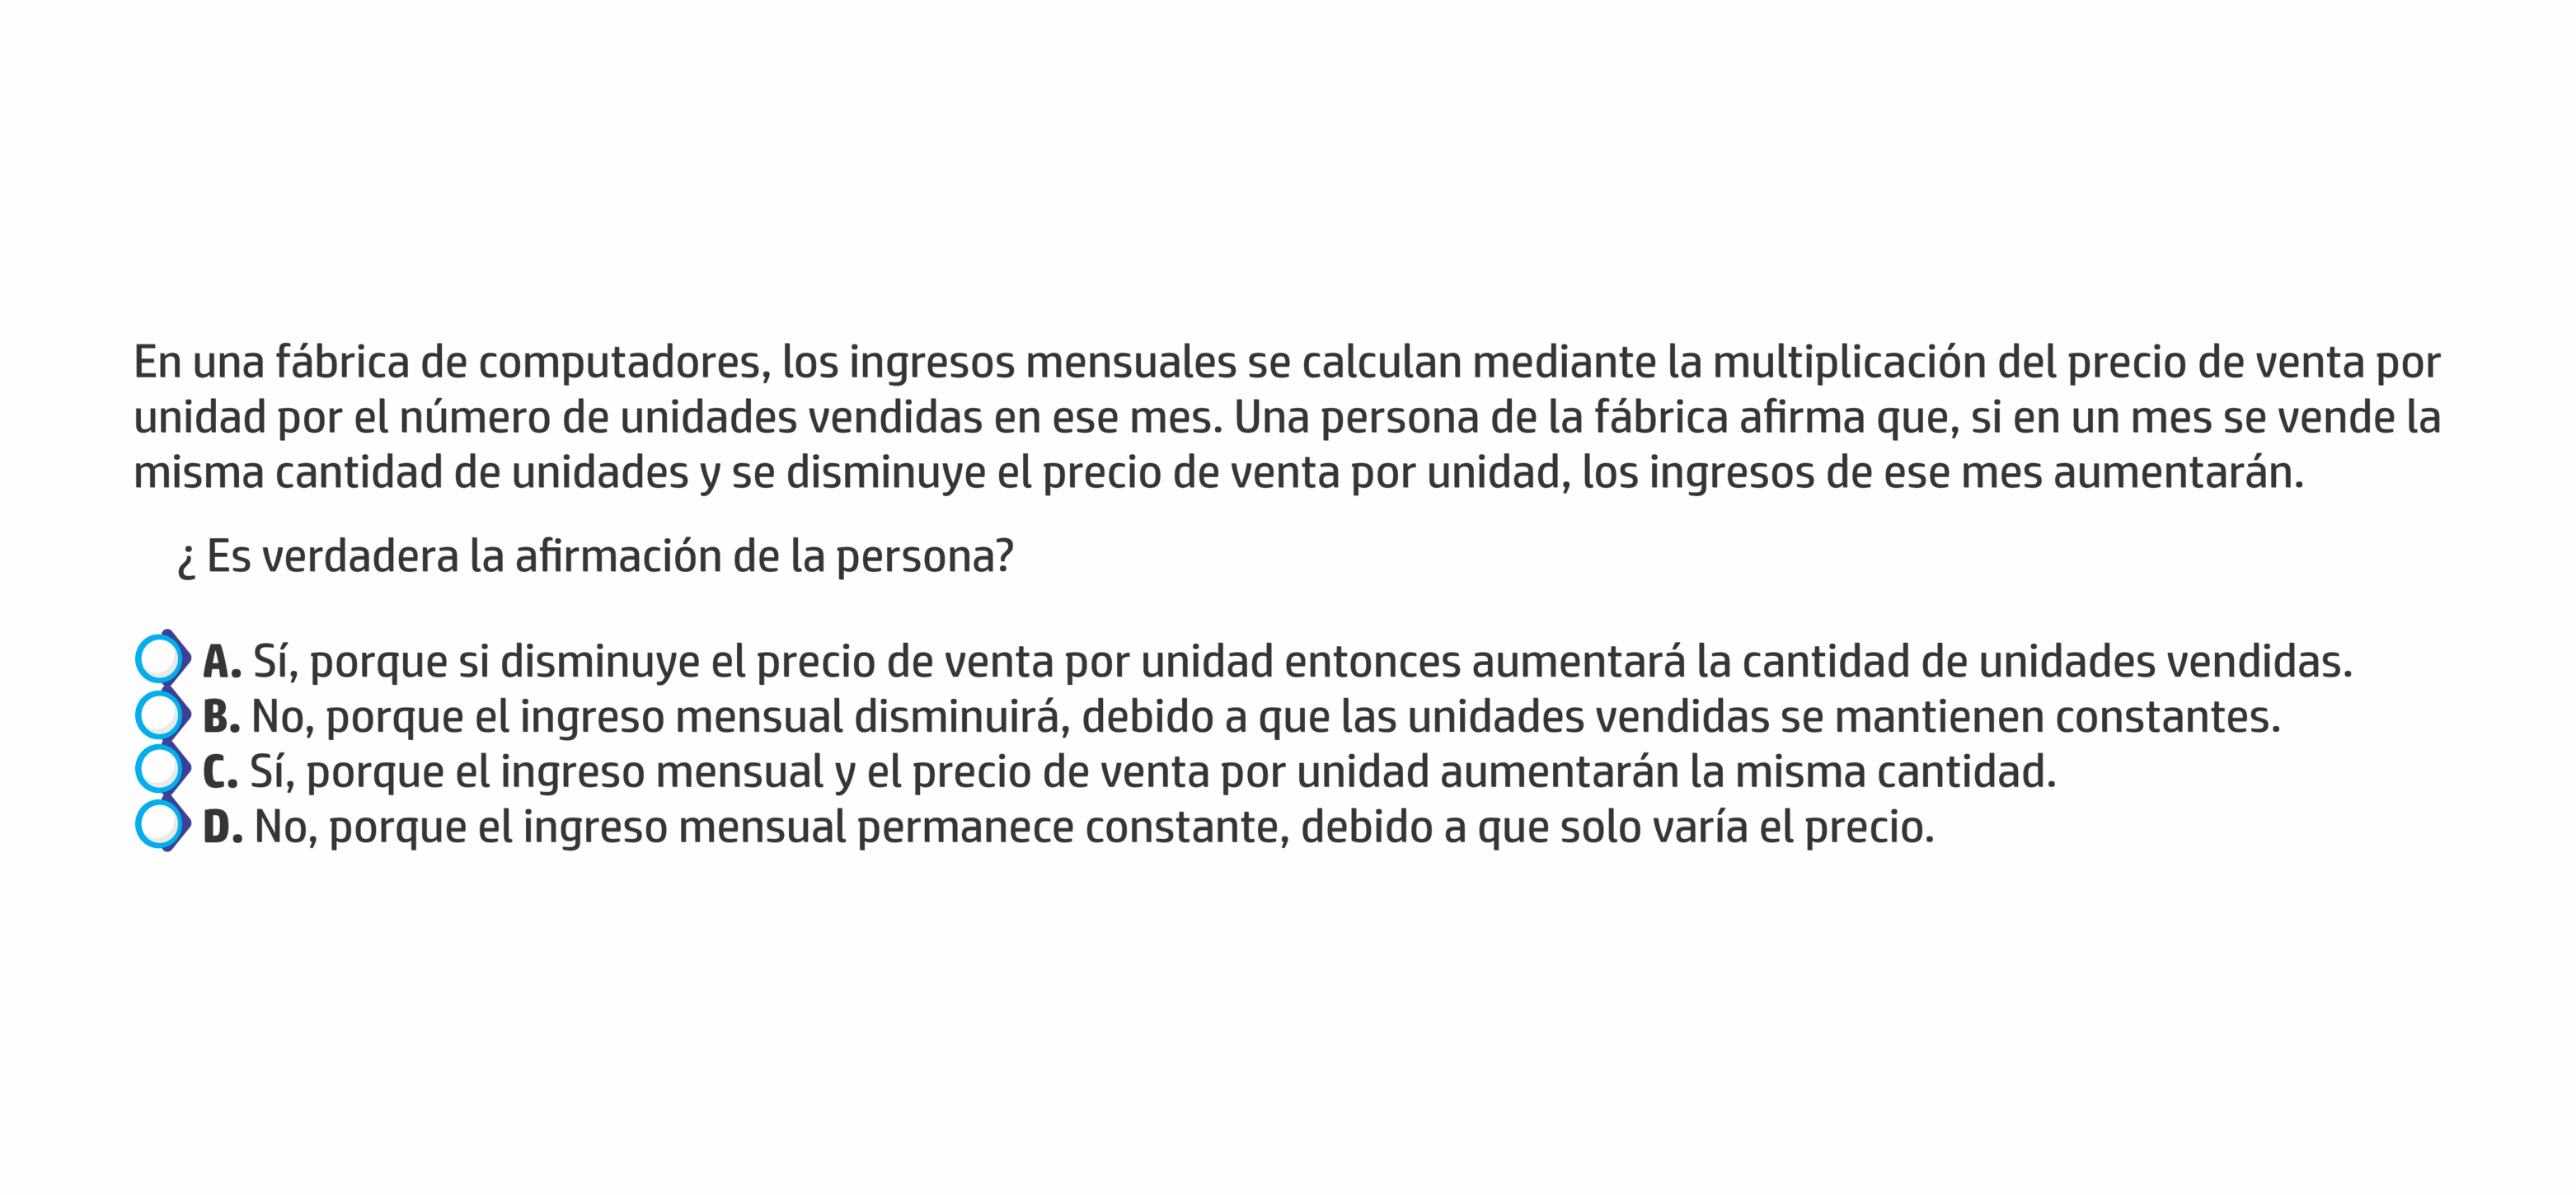 En una fábrica de computadores, los ingresos mensuales se calculan mediante la multiplicación del precio de venta por
unidad por el número de unidades vendidas en ese mes. Una persona de la fábrica afirma que, si en un mes se vende la
misma cantidad de unidades y se disminuye el precio de venta por unidad, los ingresos de ese mes aumentarán.
¿ Es verdadera la afirmación de la persona?
A. Sí, porque si disminuye el precio de venta por unidad entonces aumentará la cantidad de unidades vendidas.
B. No, porque el ingreso mensual disminuirá, debido a que las unidades vendidas se mantienen constantes.
C. Sí, porque el ingreso mensual y el precio de venta por unidad aumentarán la misma cantidad.
D. No, porque el ingreso mensual permanece constante, debido a que solo varía el precio.